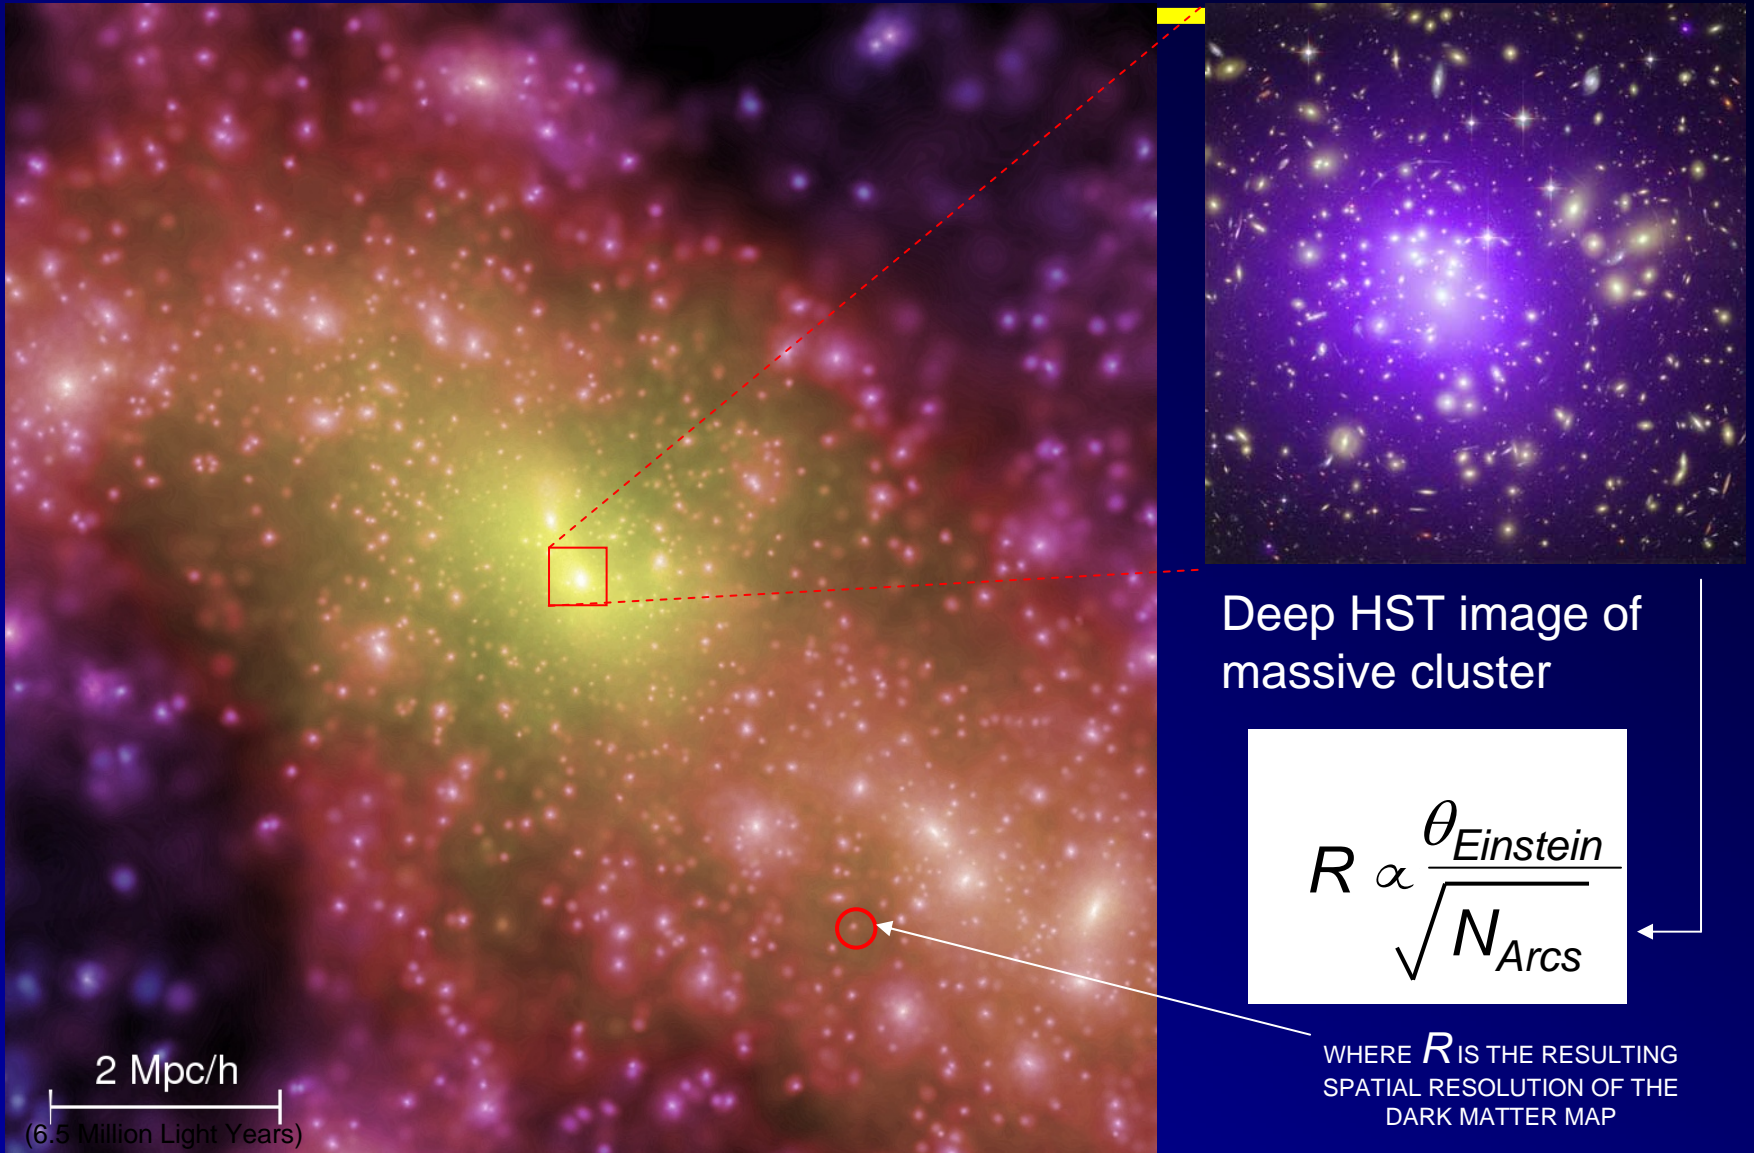 Deep HST image of
massive cluster
R ∝ θEinstein
√NArcs
WHERE R IS THE RESULTING
SPATIAL RESOLUTION OF THE
DARK MATTER MAP
2 Mpc/h
(6.5 Million Light Years)